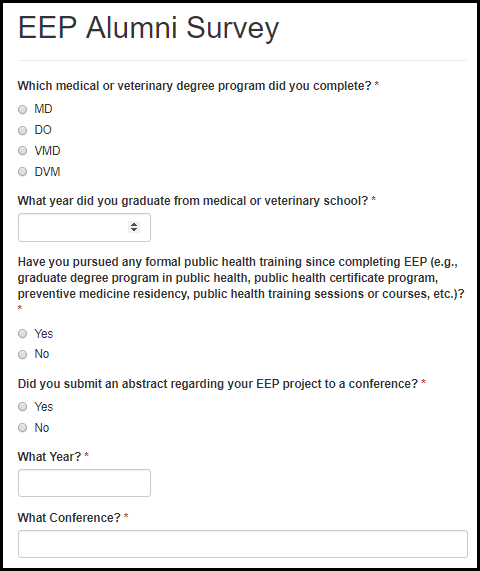 EEP Alumni Survey
Which medical or veterinary degree program did you complete? *
MD
DO
VMD
DVM
What year did you graduate from medical or veterinary school? *
Have you pursued any formal public health training since completing EEP (e.g.,
graduate degree program in public health, public health certificate program,
preventive medicine residency, public health training sessions or courses, etc.)?
*
Yes
No
Did you submit an abstract regarding your EEP project to a conference? *
Yes
No
What Year? *
What Conference? *